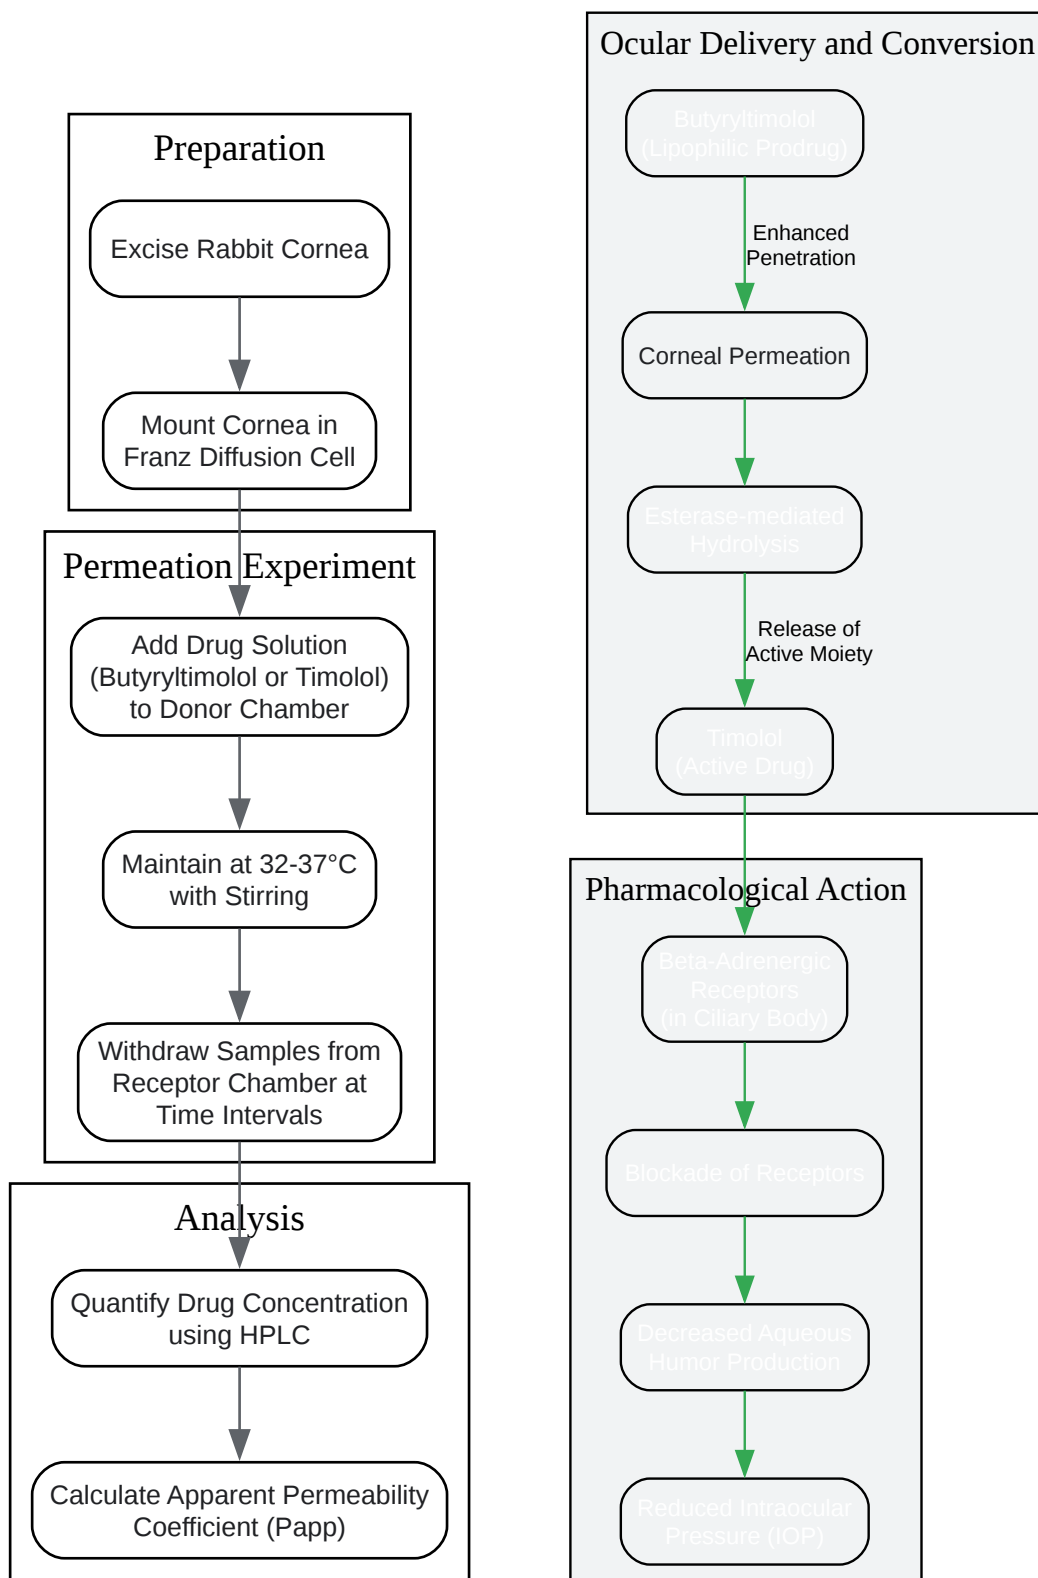 Preparation
Excise Rabbit Cornea
Mount Cornea in
Franz Diffusion Cell
Permeation Experiment
Add Drug Solution
(Butyryltimolol or Timolol)
to Donor Chamber
Maintain at 32-37°C
with Stirring
Withdraw Samples from
Receptor Chamber at
Time Intervals
Analysis
Quantify Drug Concentration
using HPLC
Calculate Apparent Permeability
Coefficient (Papp)
Ocular Delivery and Conversion
Butyryltimolol
(Lipophilic Prodrug)
Enhanced
Penetration
Corneal Permeation
Esterase-mediated
Hydrolysis
Release of
Active Moiety
Timolol
(Active Drug)
Pharmacological Action
Beta-Adrenergic
Receptors
(in Ciliary Body)
Blockade of Receptors
Decreased Aqueous
Humor Production
Reduced Intraocular
Pressure (IOP)